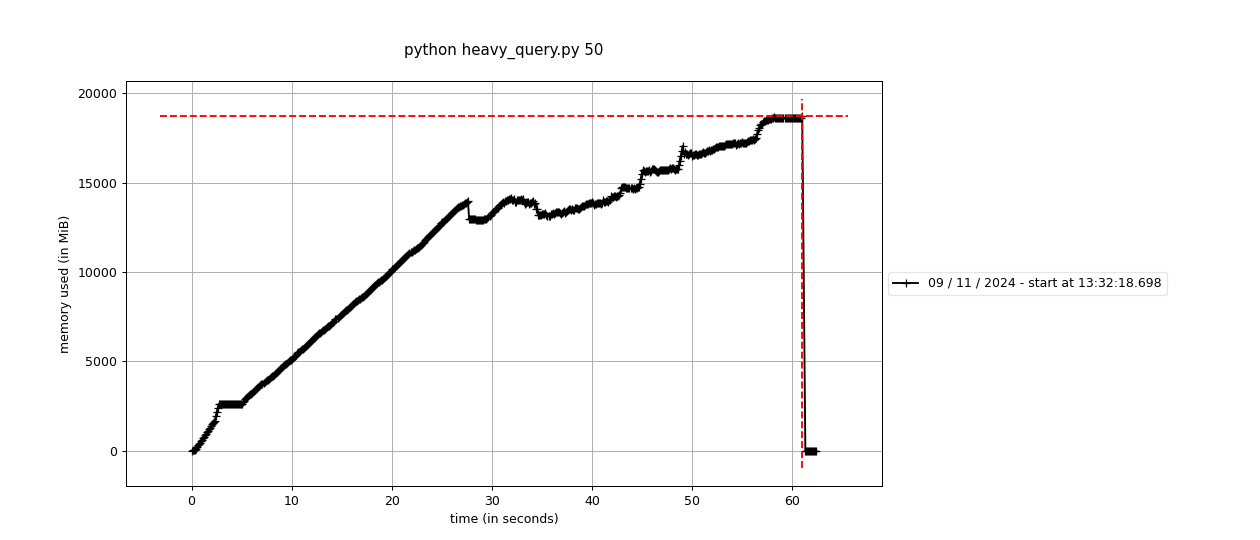 python heavy_query.py 50
20000
15000
10000
5000
0
memory used (in MiB)
0 10 20 30 40 50 60
time (in seconds)
09 / 11 / 2024 - start at 13:32:18.698